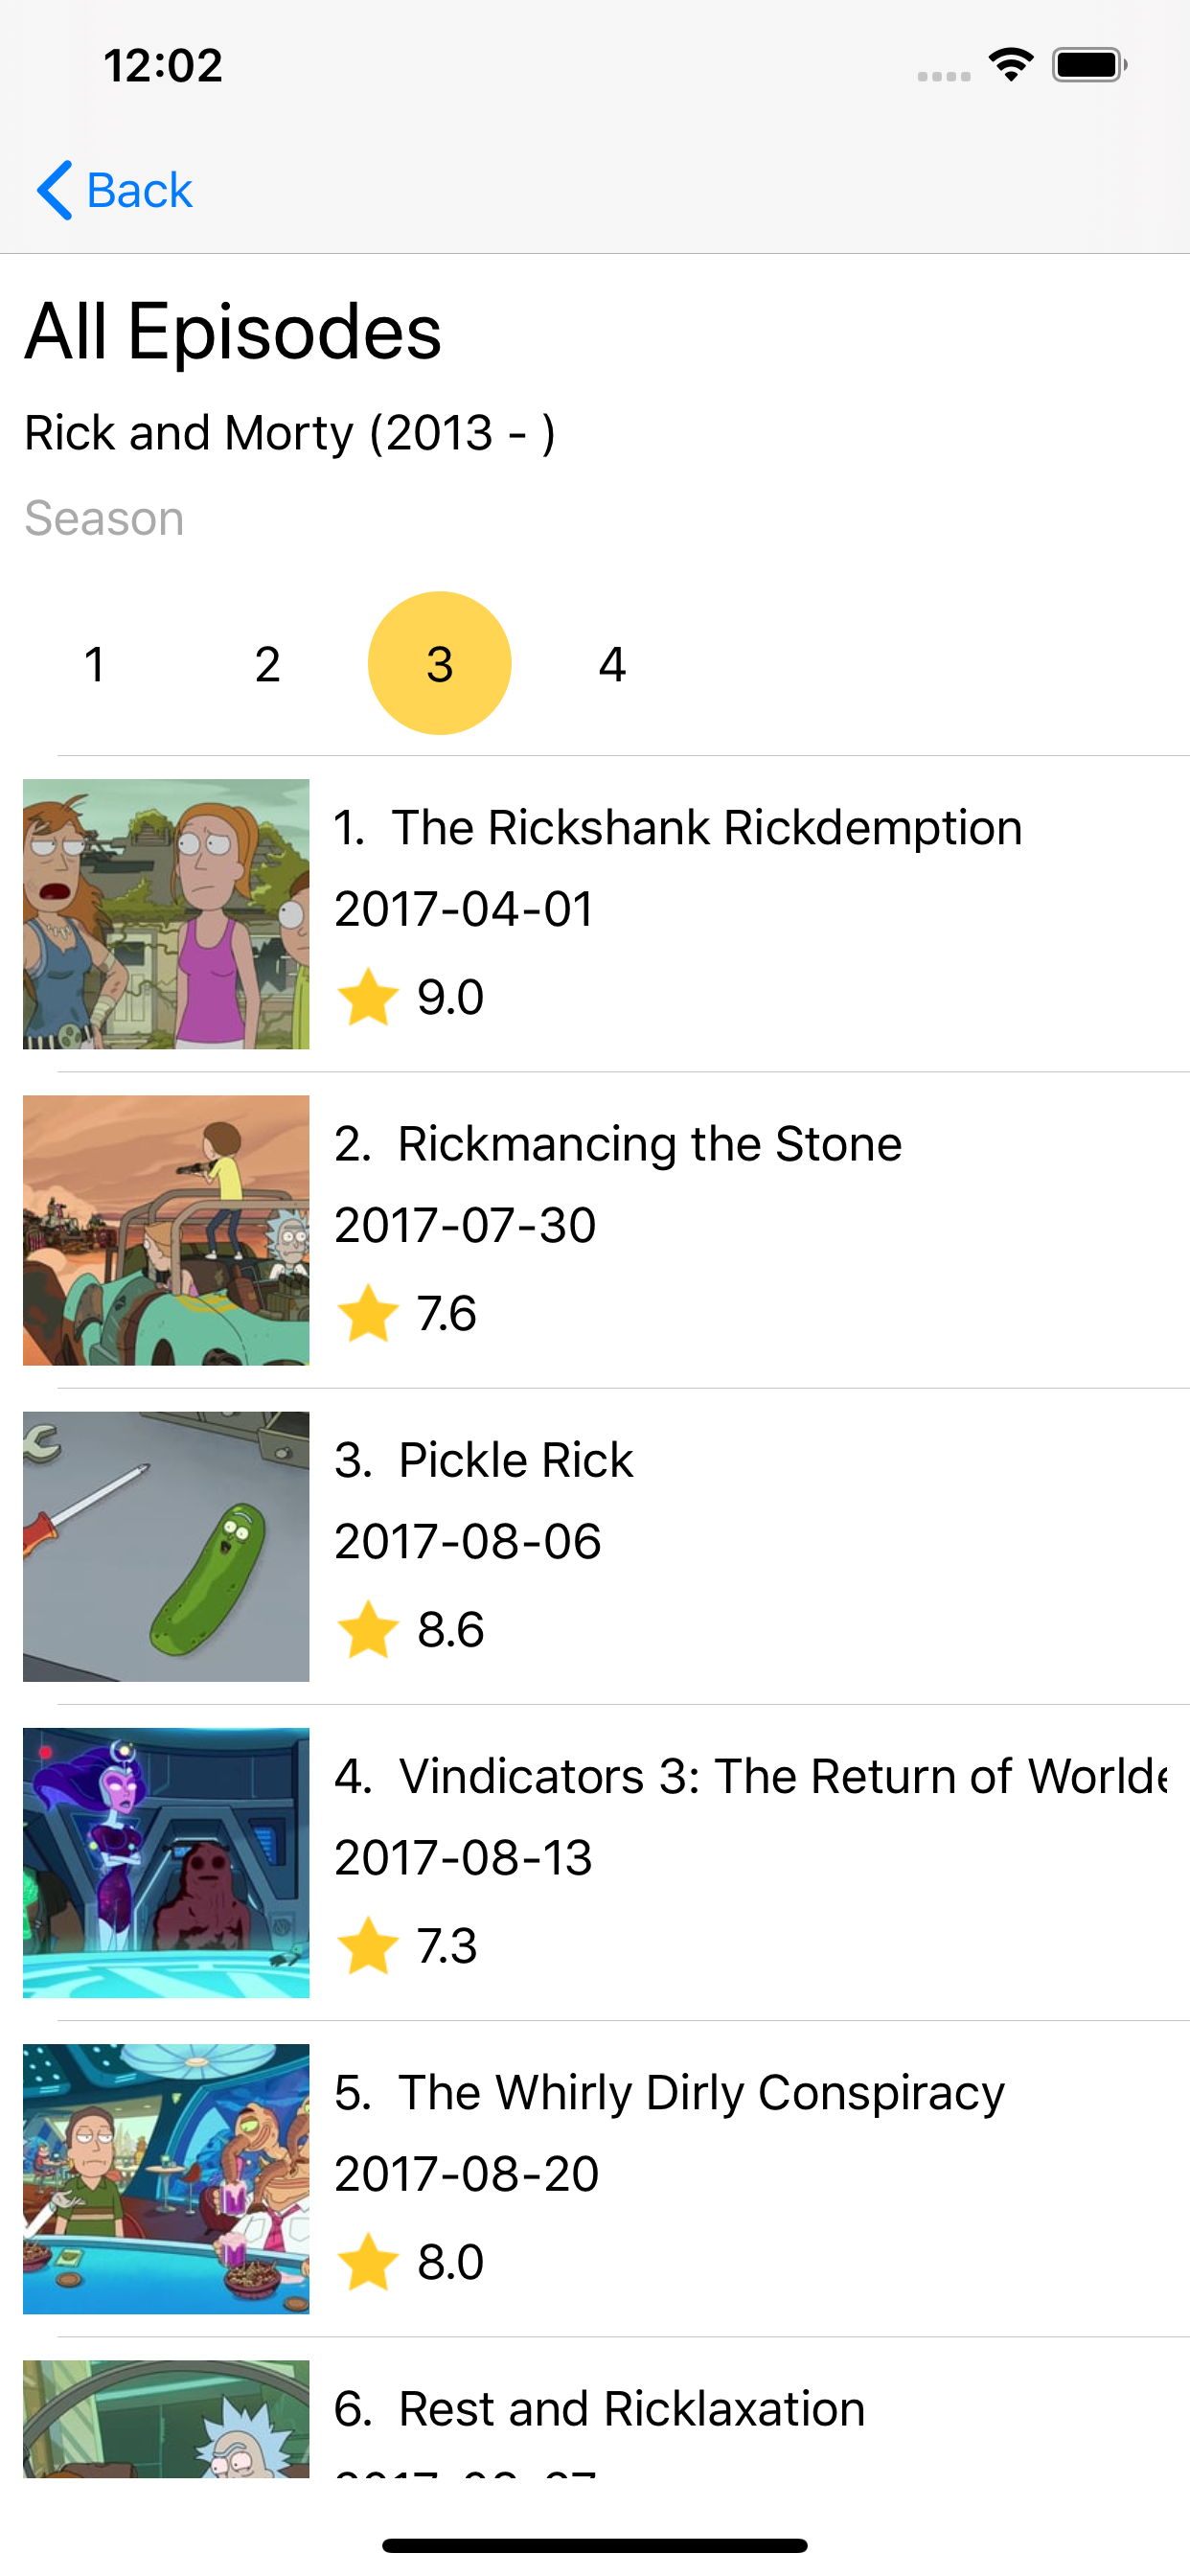 12:02
Back
All Episodes
Rick and Morty (2013 - )
Season
1 2 3 4
1. The Rickshank Rickdemption
2017-04-01
9.0
2. Rickmancing the Stone
2017-07-30
7.6
3. Pickle Rick
2017-08-06
8.6
4. Vindicators 3: The Return of
2017-08-13
7.3
5. The Whirly Dirly Conspiracy
2017-08-20
8.0
6. Rest and Ricklaxation